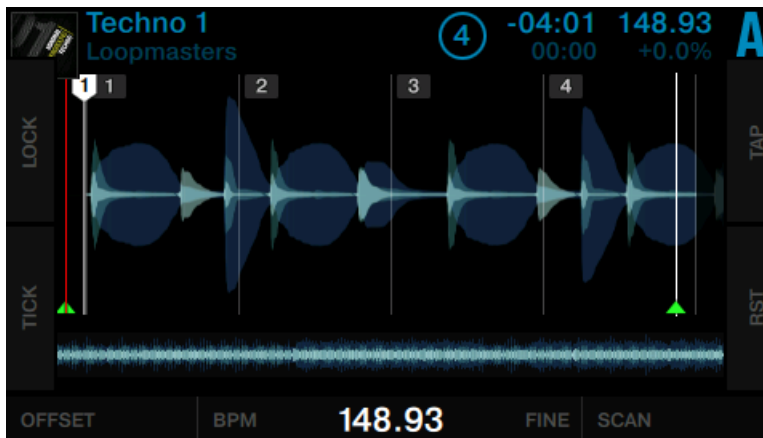 Techno 1
Loopmasters
4
-04:01 148.93
00:00 +0.0%
A
LOCK
TICK
TAP
RST
1
1 2 3 4
OFFSET BPM 148.93 FINE SCAN